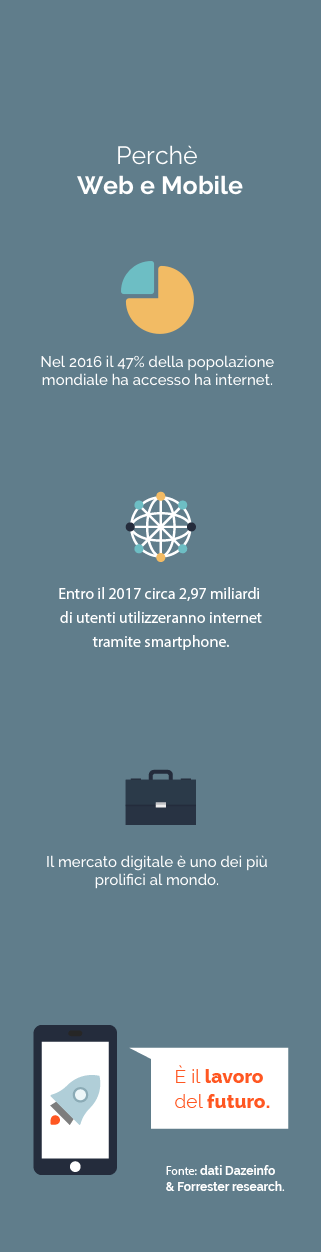 Perchè
Web e Mobile
Nel 2016 il 47% della popolazione
mondiale ha accesso ha internet.
Entro il 2017 circa 2,97 miliardi
di utenti utilizzeranno internet
tramite smartphone.
Il mercato digitale è uno dei più
prolifici al mondo.
È il lavoro
del futuro.
Fonte: dati Dazeinfo
& Forrester research.